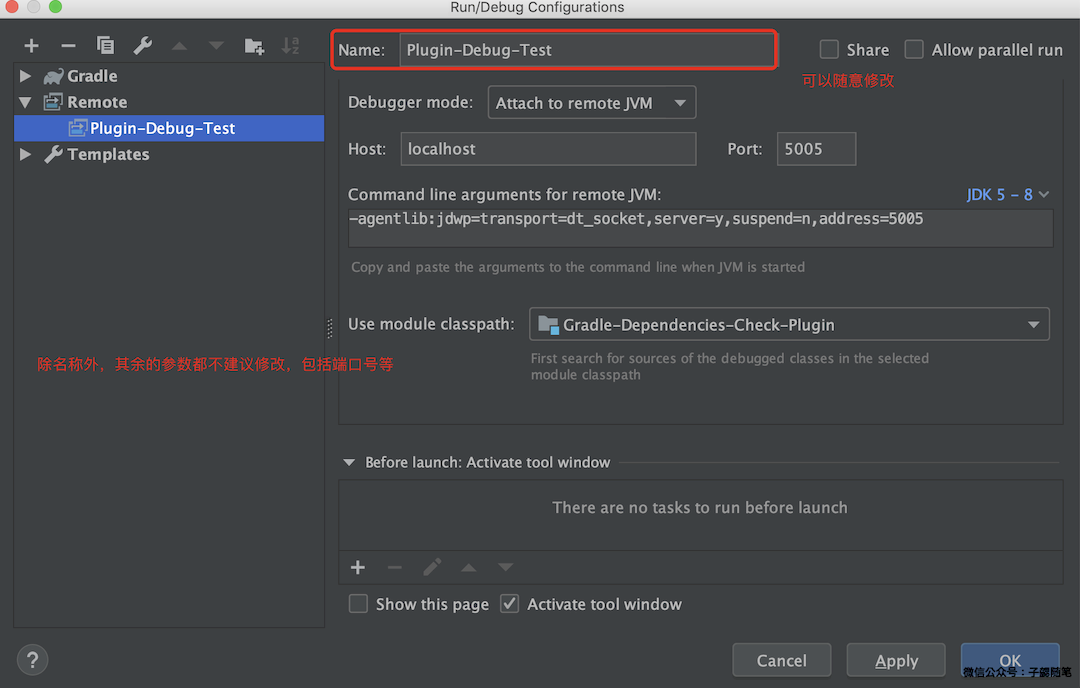 Run/Debug Configurations
Name: Plugin-Debug-Test
Share
Allow parallel run
可以随意修改
Gradle
Remote
Plugin-Debug-Test
Templates
除名称外，其余的参数都不建议修改，包括端口号等
Debugger mode: Attach to remote JVM
Host: localhost
Port: 5005
Command line arguments for remote JVM:
JDK 5 – 8
-agentlib:jdwp=transport=dt_socket,server=y,suspend=n,address=5005
Copy and paste the arguments to the command line when JVM is started
Use module classpath: Gradle-Dependencies-Check-Plugin
First search for sources of the debugged classes in the selected
module classpath
Before launch: Activate tool window
There are no tasks to run before launch
Show this page
Activate tool window
?
Cancel
Apply
OK
微信公众号：子勰随笔